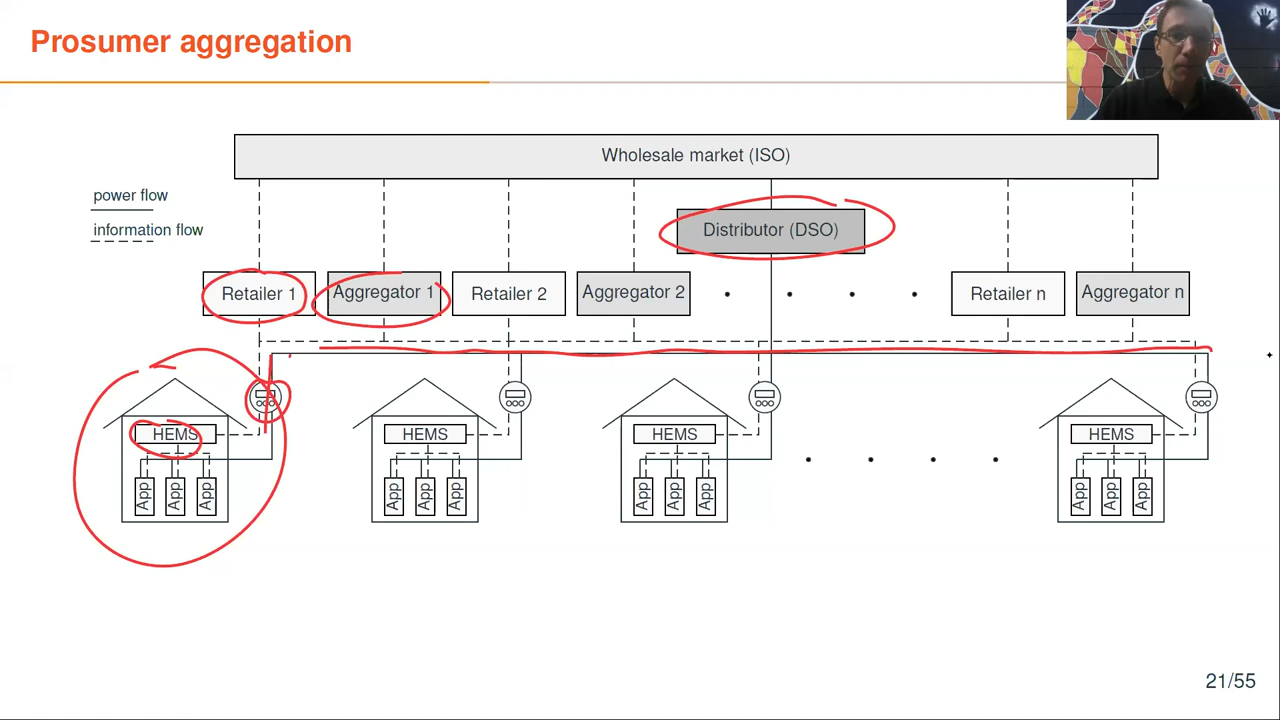 Prosumer aggregation
Wholesale market (ISO)
power flow
information flow
Distributor (DSO)
Retailer 1
Aggregator 1
Retailer 2
Aggregator 2
Retailer n
Aggregator n
HEMS
HEMS
HEMS
HEMS
App
App
App
App
App
App
App
App
App
App
App
App
21/55